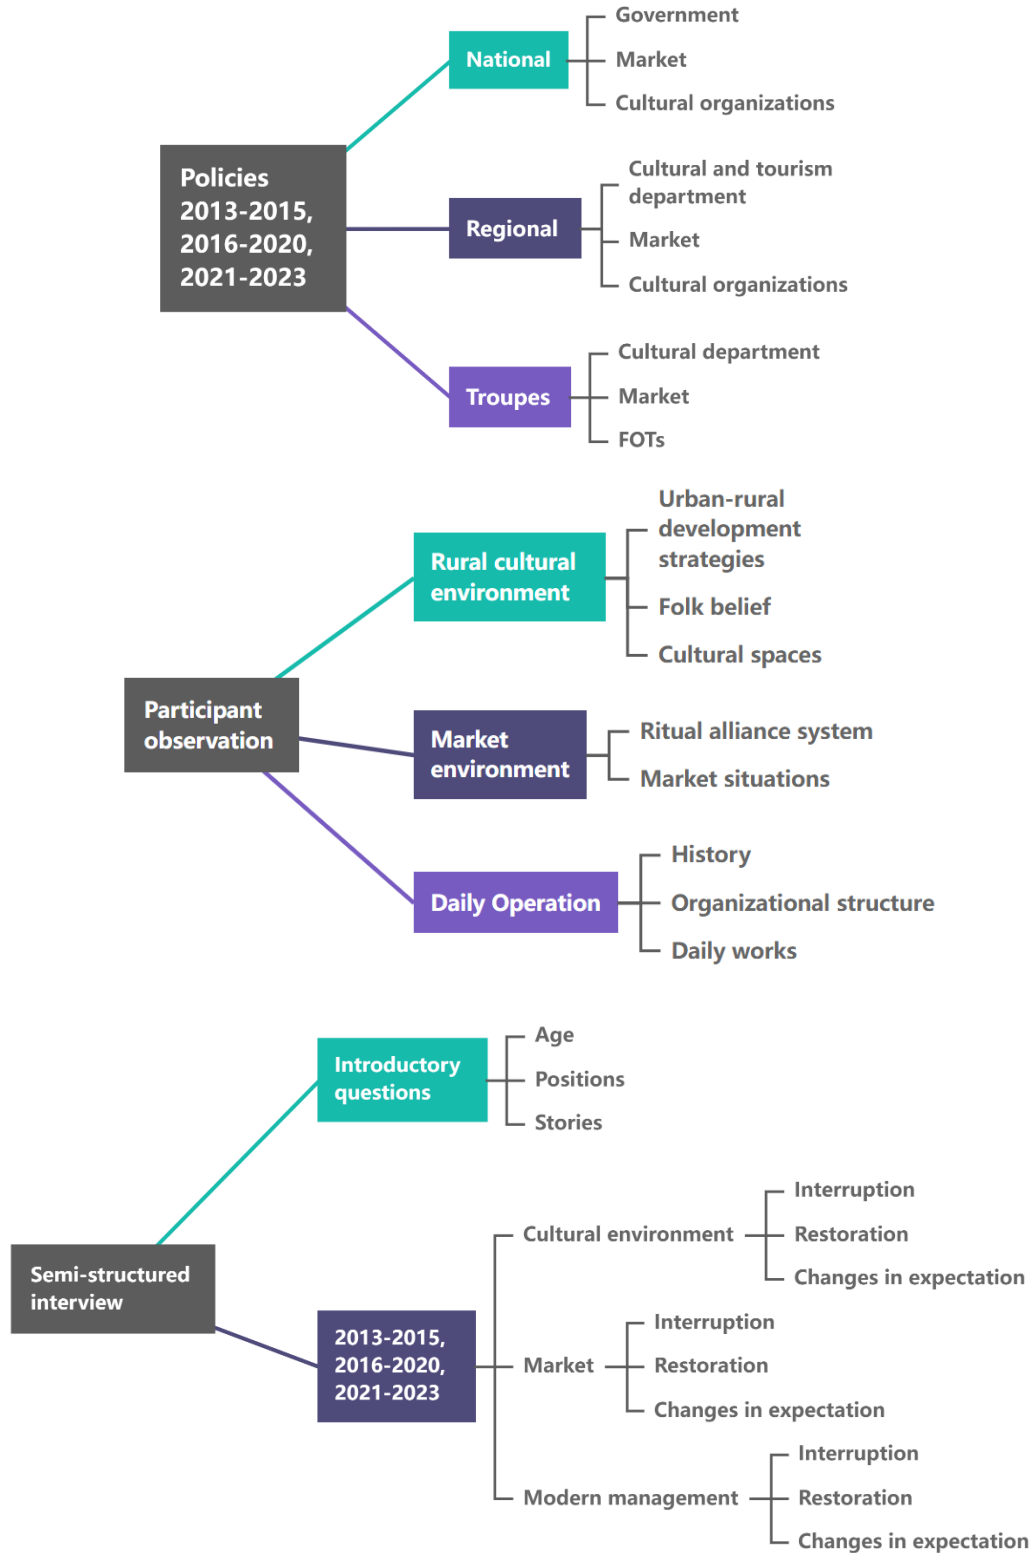 Policies
2013-2015,
2016-2020,
2021-2023
National
Government
Market
Cultural organizations
Regional
Cultural and tourism
department
Market
Cultural organizations
Troupes
Cultural department
Market
FOTs
Participant
observation
Rural cultural
environment
Urban-rural
development
strategies
Folk belief
Cultural spaces
Market
environment
Ritual alliance system
Market situations
Daily Operation
History
Organizational structure
Daily works
Semi-structured
interview
Introductory
questions
Age
Positions
Stories
2013-2015,
2016-2020,
2021-2023
Cultural environment
Interruption
Restoration
Changes in expectation
Market
Interruption
Restoration
Changes in expectation
Modern management
Interruption
Restoration
Changes in expectation